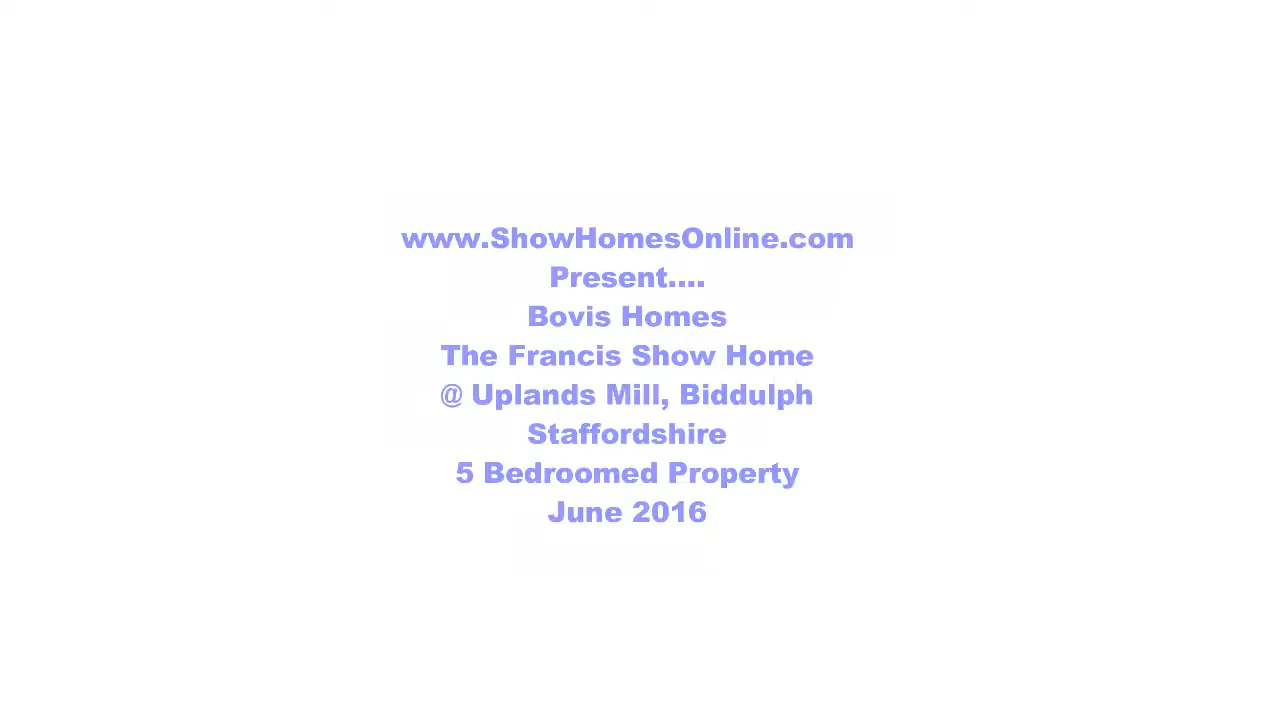 www.ShowHomesOnline.com
Present....
Bovis Homes
The Francis Show Home
@ Uplands Mill, Biddulph
Staffordshire
5 Bedroomed Property
June 2016